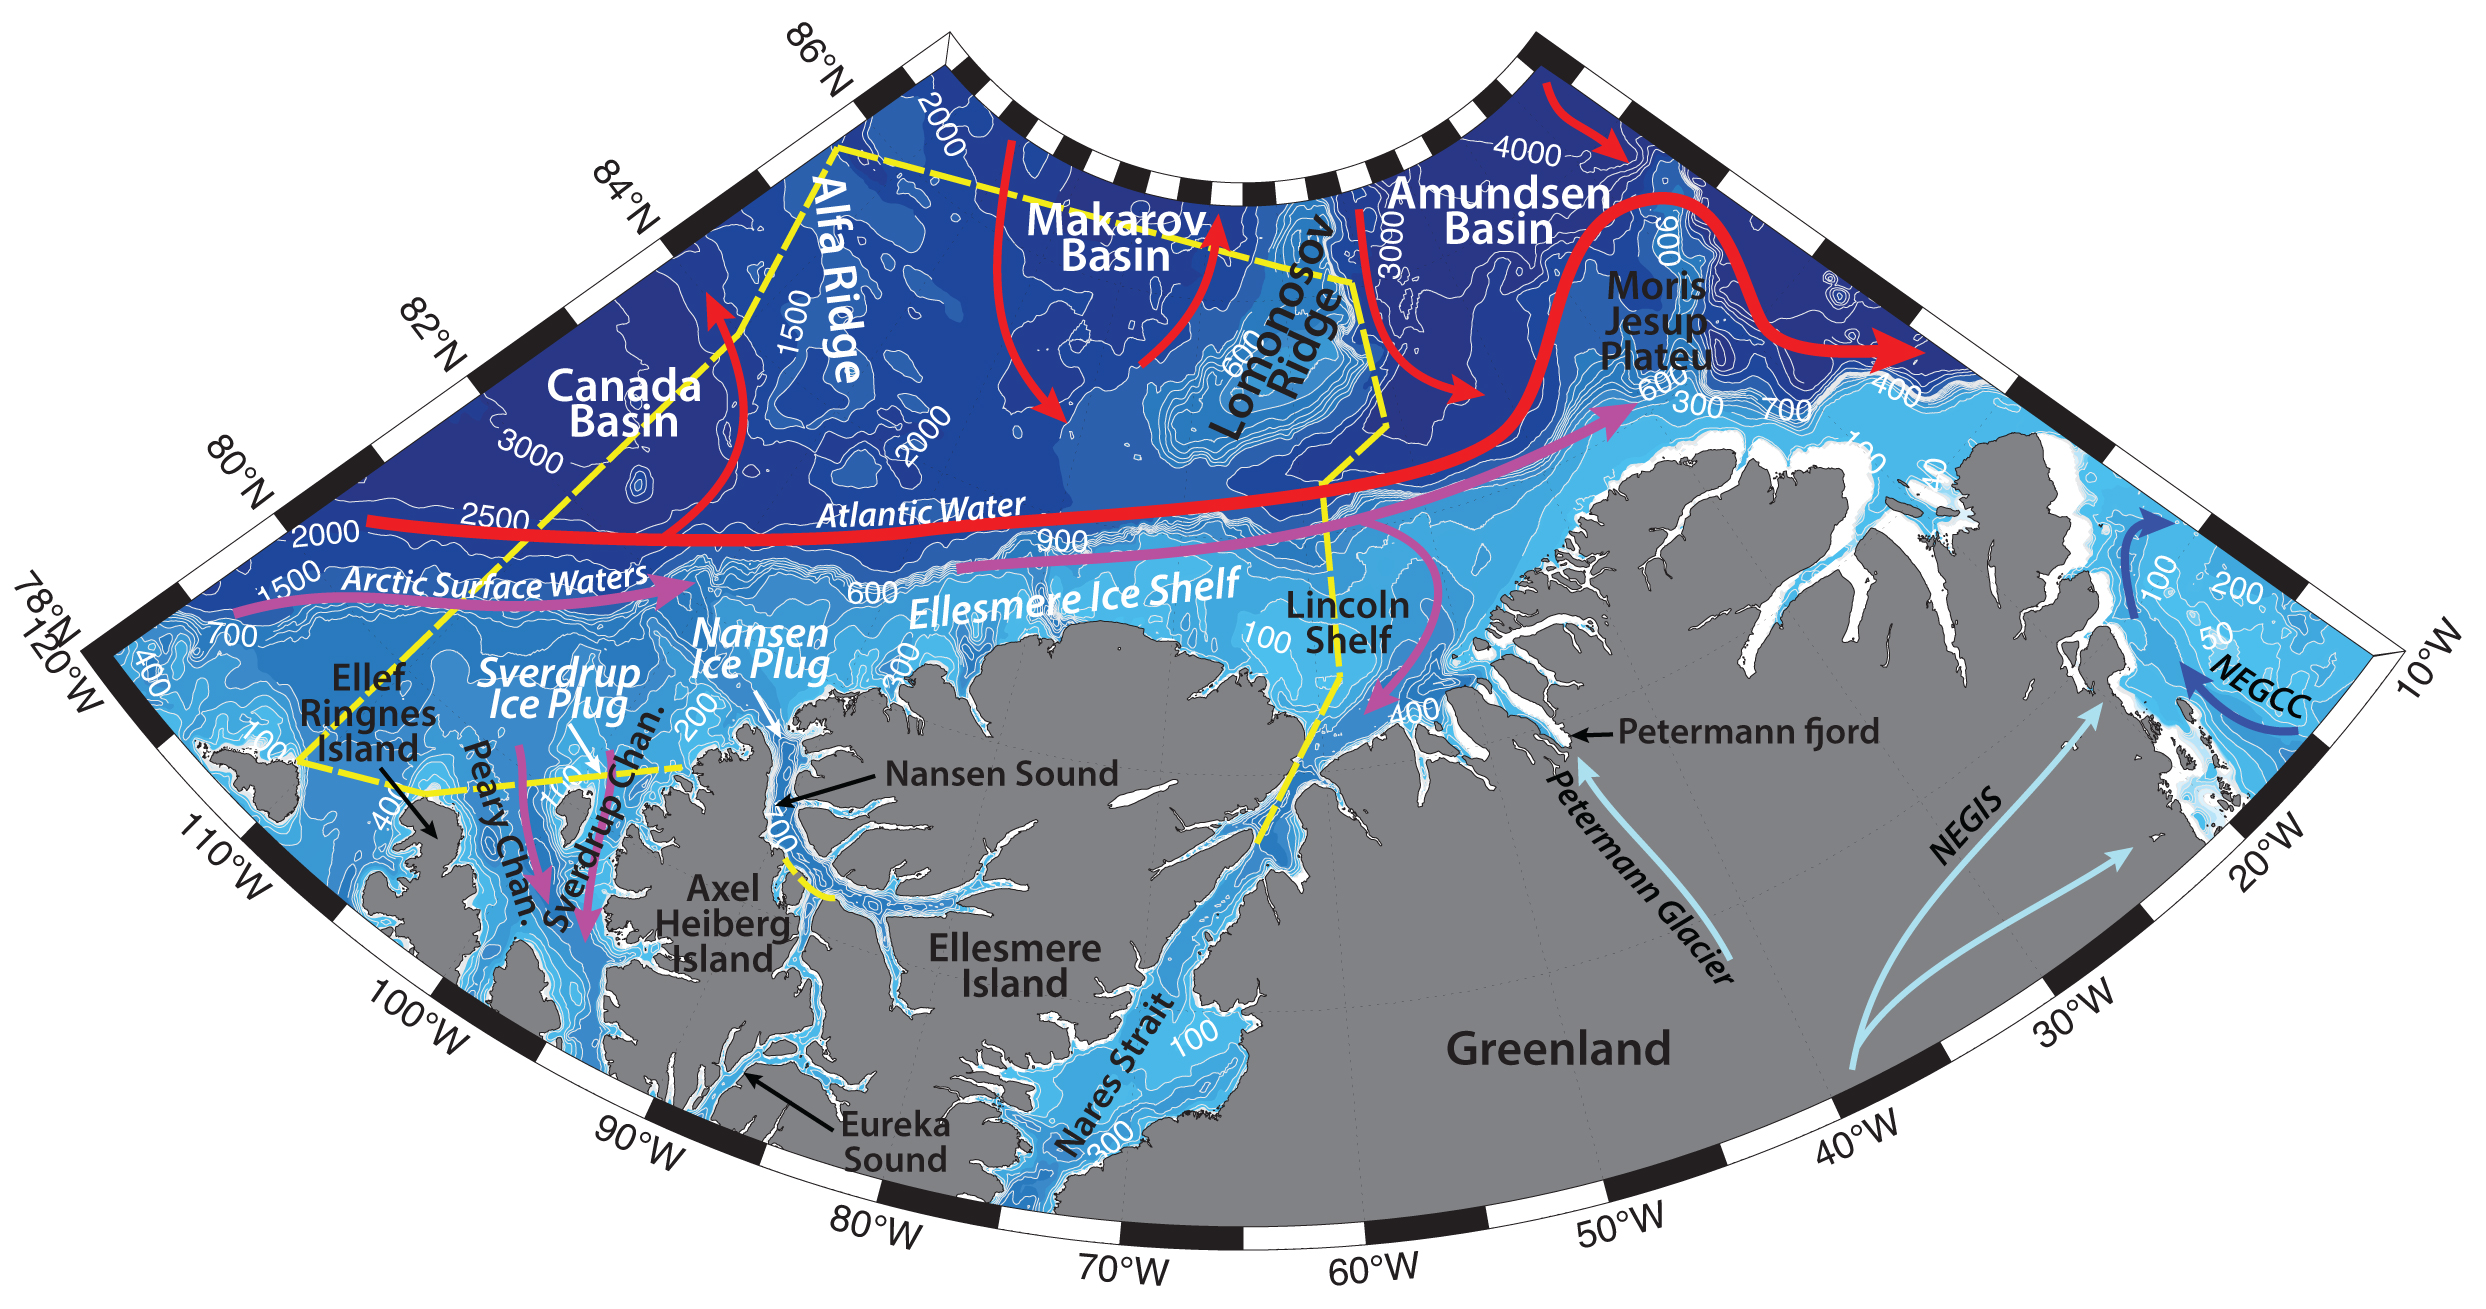 86°N
84°N
82°N
80°N
78°N
120°W
110°W
100°W
90°W
80°W
70°W
60°W
50°W
40°W
30°W
20°W
10°W
2000
4000
Alfa Ridge
Makarov
Basin
Amundsen
Basin
3000
900
Lomonosov
Ridge
Moris
Jesup
Plateu
1500
600
Canada
Basin
3000
2000
600
300
700
400
2500
2000
Atlantic Water
900
1500
Arctic Surface Waters
600
Ellesmere Ice Shelf
700
400
100
Ellef
Ringnes
Island
Sverdrup
Ice Plug
Nansen
Ice Plug
300
200
100
Lincoln
Shelf
400
40
100
200
50
NEGCC
Petermann fjord
Nansen Sound
Peary Chan.
Sverdrup Chan.
400
100
Axel
Heiberg
Island
Ellesmere
Island
Petermann Glacier
NEGIS
Greenland
Nares Strait
100
300
Eureka
Sound